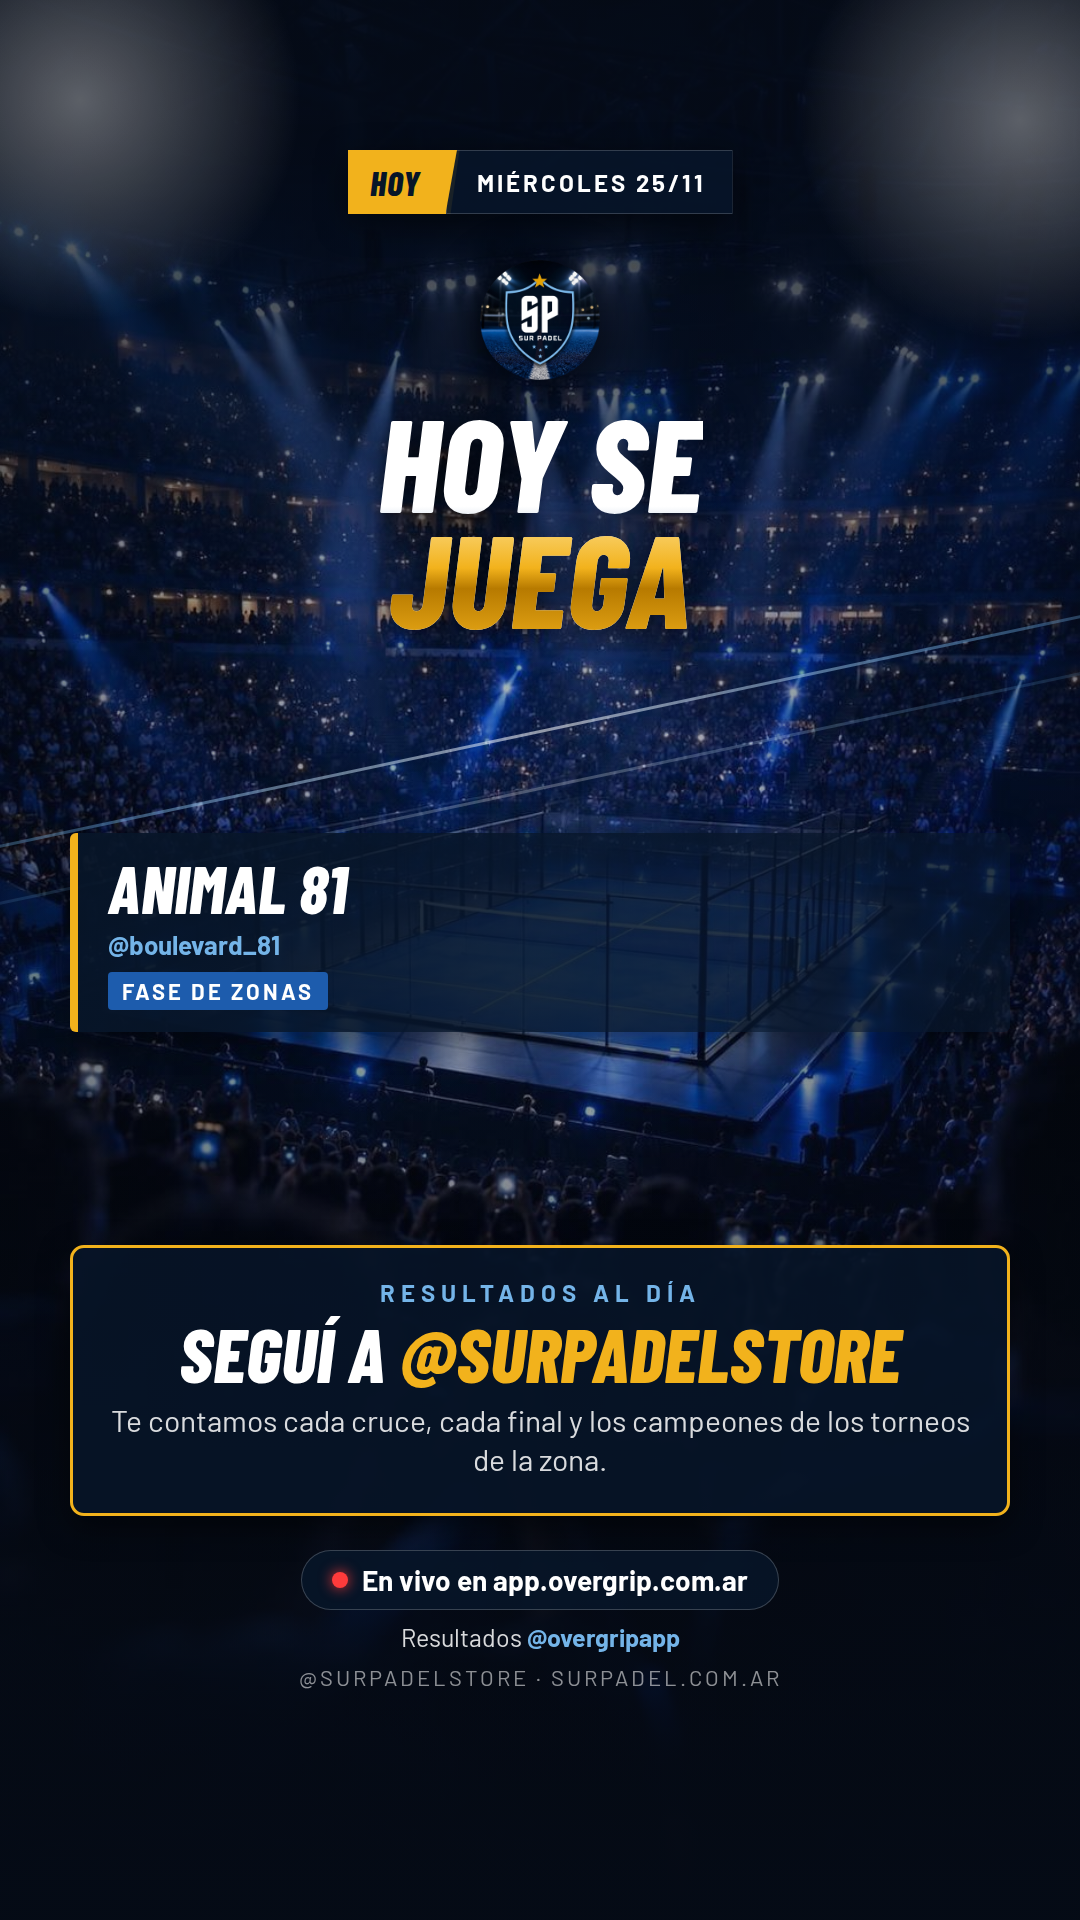 HOY
MIÉRCOLES 25/11
SP
SUR PADEL
HOY SE
JUEGA
ANIMAL 81
@boulevard_81
FASE DE ZONAS
RESULTADOS AL DÍA
SEGUÍ A @SURPADELSTORE
Te contamos cada cruce, cada final y los campeones de los torneos
de la zona.
En vivo en app.overgrip.com.ar
Resultados @overgripapp
@SURPADELSTORE · SURPADEL.COM.AR